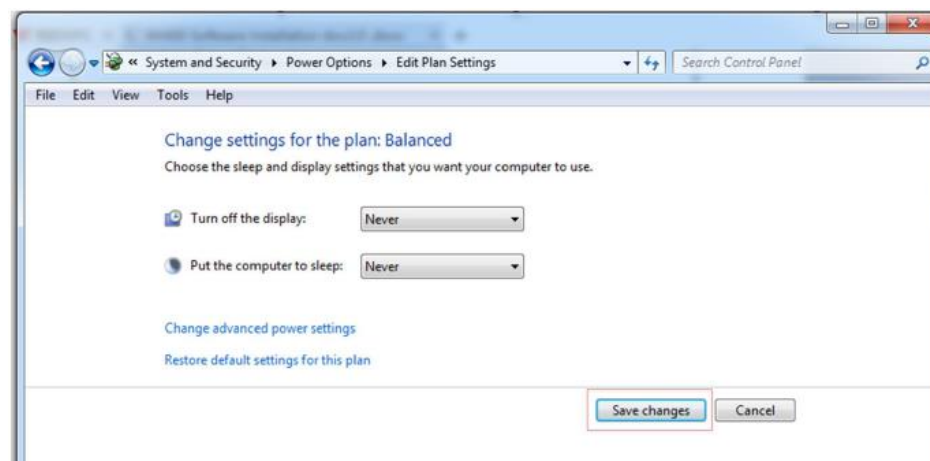 « System and Security ▸ Power Options ▸ Edit Plan Settings
Search Control Panel
File Edit View Tools Help
Change settings for the plan: Balanced
Choose the sleep and display settings that you want your computer to use.
Turn off the display: Never
Put the computer to sleep: Never
Change advanced power settings
Restore default settings for this plan
Save changes Cancel